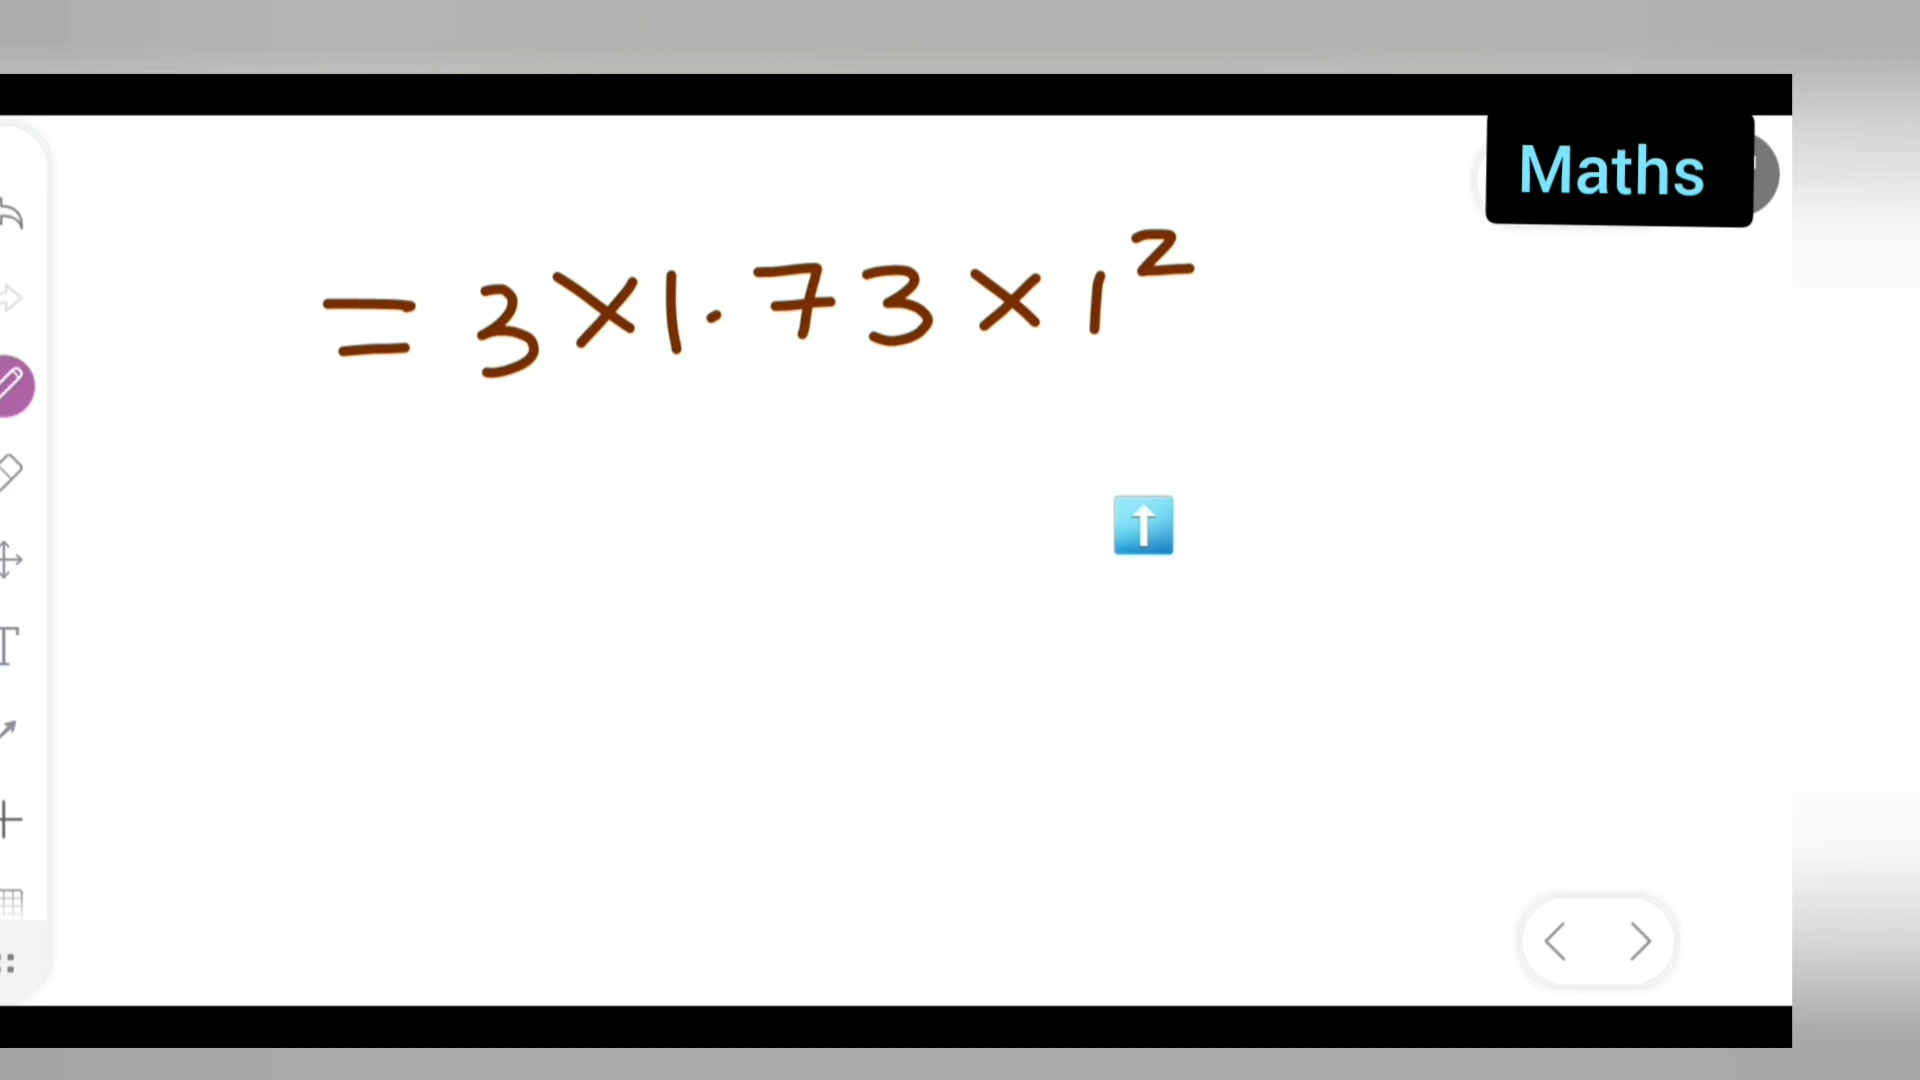 Maths
= 3 × 1.73 × 1²